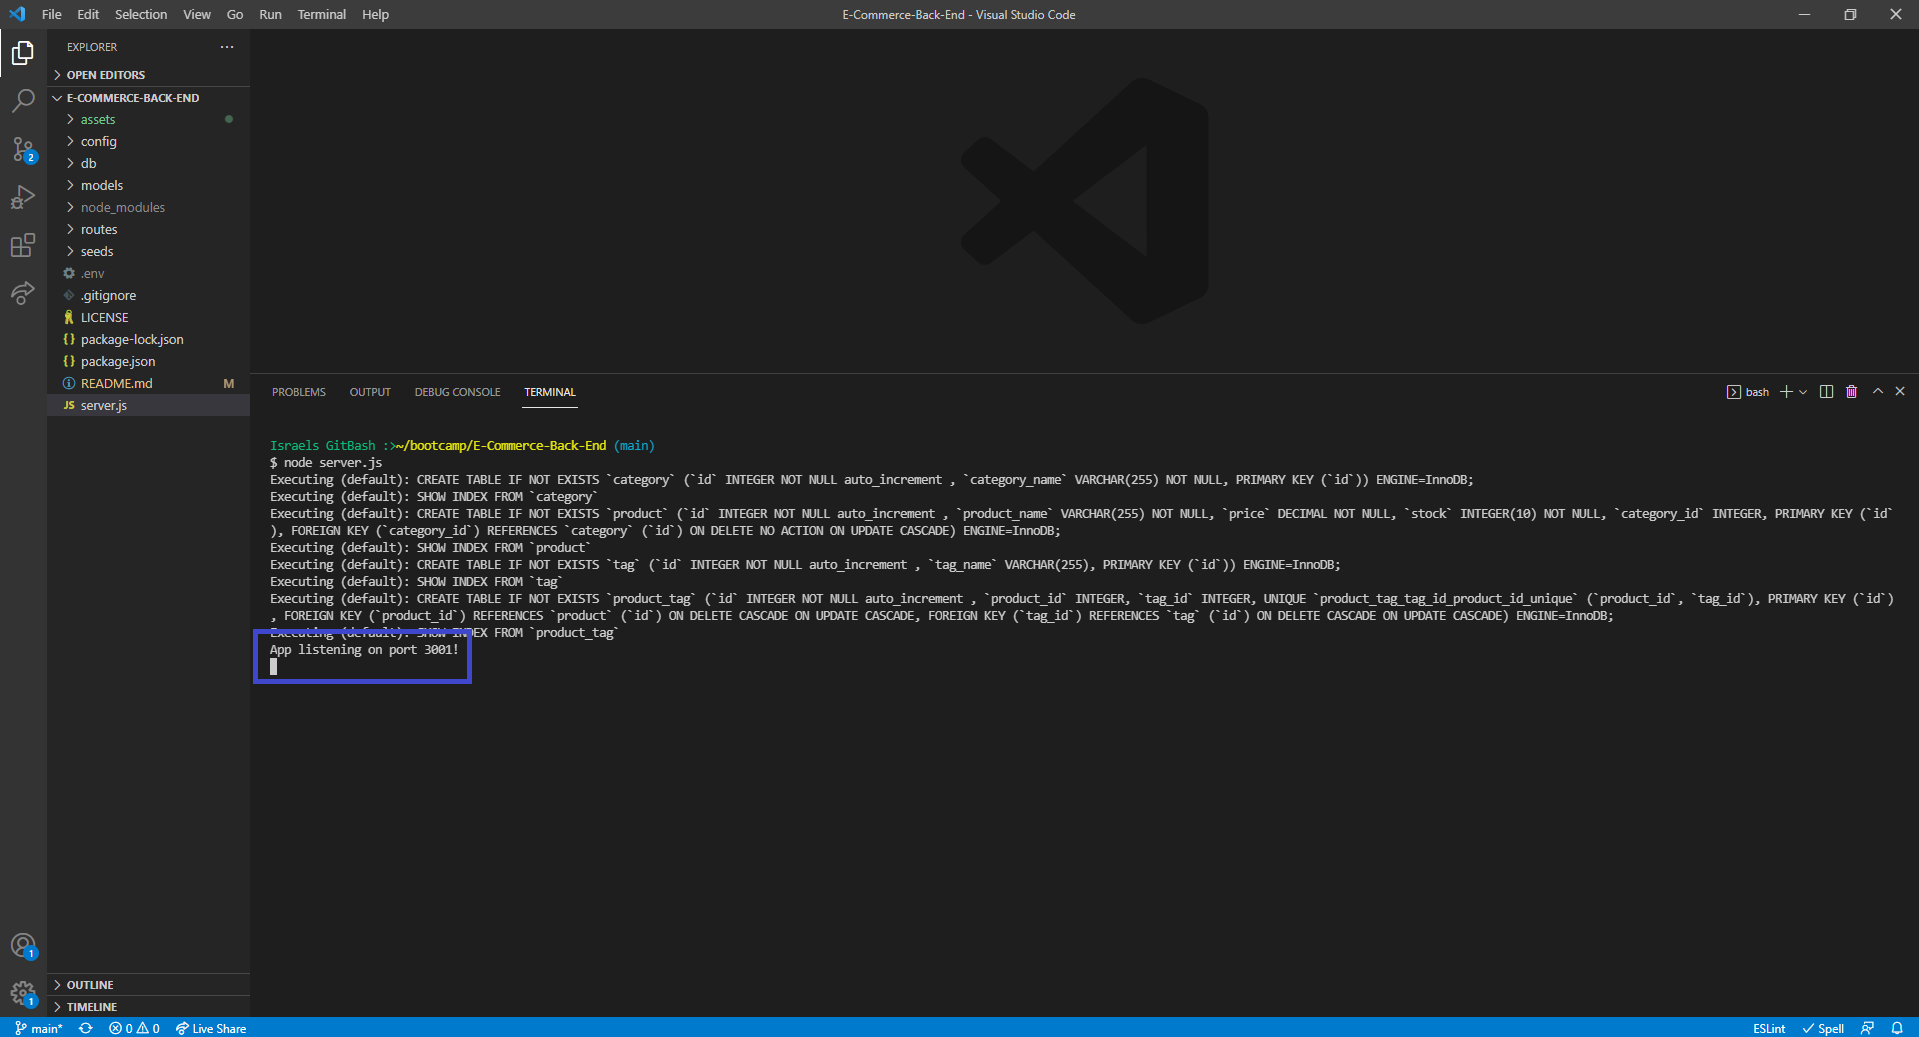 File Edit Selection View Go Run Terminal Help
E-Commerce-Back-End - Visual Studio Code
EXPLORER
OPEN EDITORS
E-COMMERCE-BACK-END
assets
config
db
models
node_modules
routes
seeds
.env
.gitignore
LICENSE
package-lock.json
package.json
README.md M
JS server.js
OUTLINE
TIMELINE
2
1
1
PROBLEMS OUTPUT DEBUG CONSOLE TERMINAL
bash
Israels GitBash :>~/bootcamp/E-Commerce-Back-End (main)
$ node server.js
Executing (default): CREATE TABLE IF NOT EXISTS `category` (`id` INTEGER NOT NULL auto_increment , `category_name` VARCHAR(255) NOT NULL, PRIMARY KEY (`id`)) ENGINE=InnoDB;
Executing (default): SHOW INDEX FROM `category`
Executing (default): CREATE TABLE IF NOT EXISTS `product` (`id` INTEGER NOT NULL auto_increment , `product_name` VARCHAR(255) NOT NULL, `price` DECIMAL NOT NULL, `stock` INTEGER(10) NOT NULL, `category_id` INTEGER, PRIMARY KEY (`id`
), FOREIGN KEY (`category_id`) REFERENCES `category` (`id`) ON DELETE NO ACTION ON UPDATE CASCADE) ENGINE=InnoDB;
Executing (default): SHOW INDEX FROM `product`
Executing (default): CREATE TABLE IF NOT EXISTS `tag` (`id` INTEGER NOT NULL auto_increment , `tag_name` VARCHAR(255), PRIMARY KEY (`id`)) ENGINE=InnoDB;
Executing (default): SHOW INDEX FROM `tag`
Executing (default): CREATE TABLE IF NOT EXISTS `product_tag` (`id` INTEGER NOT NULL auto_increment , `product_id` INTEGER, `tag_id` INTEGER, UNIQUE `product_tag_tag_id_product_id_unique` (`product_id`, `tag_id`), PRIMARY KEY (`id`)
, FOREIGN KEY (`product_id`) REFERENCES `product` (`id`) ON DELETE CASCADE ON UPDATE CASCADE, FOREIGN KEY (`tag_id`) REFERENCES `tag` (`id`) ON DELETE CASCADE ON UPDATE CASCADE) ENGINE=InnoDB;
Executing (default): SHOW INDEX FROM `product_tag`
App listening on port 3001!
main* 0 0 Live Share
ESLint Spell